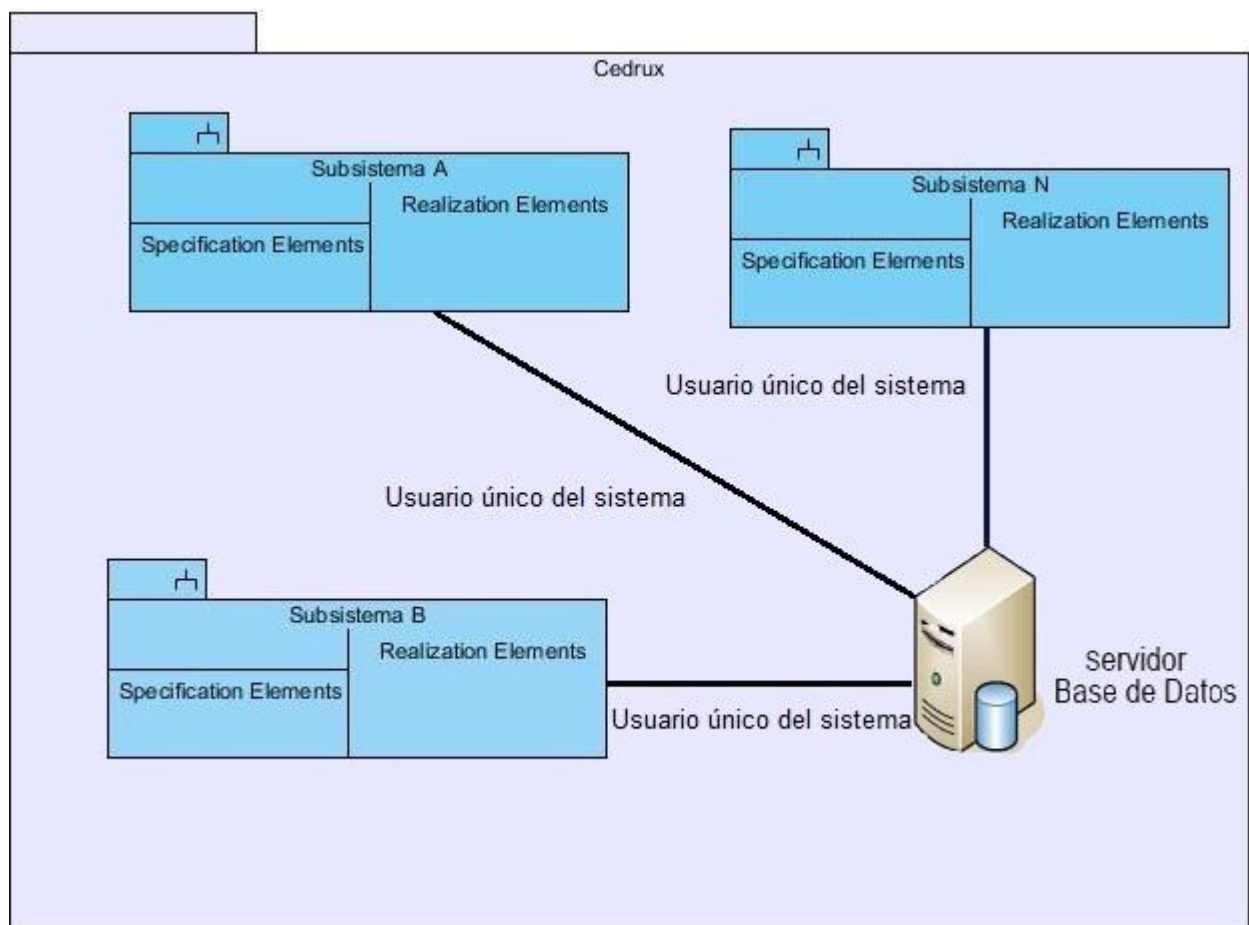 Cedrux
Subsistema A
Realization Elements
Specification Elements
Subsistema N
Realization Elements
Specification Elements
Usuario único del sistema
Usuario único del sistema
Subsistema B
Realization Elements
Specification Elements
Usuario único del sistema
Servidor
Base de Datos